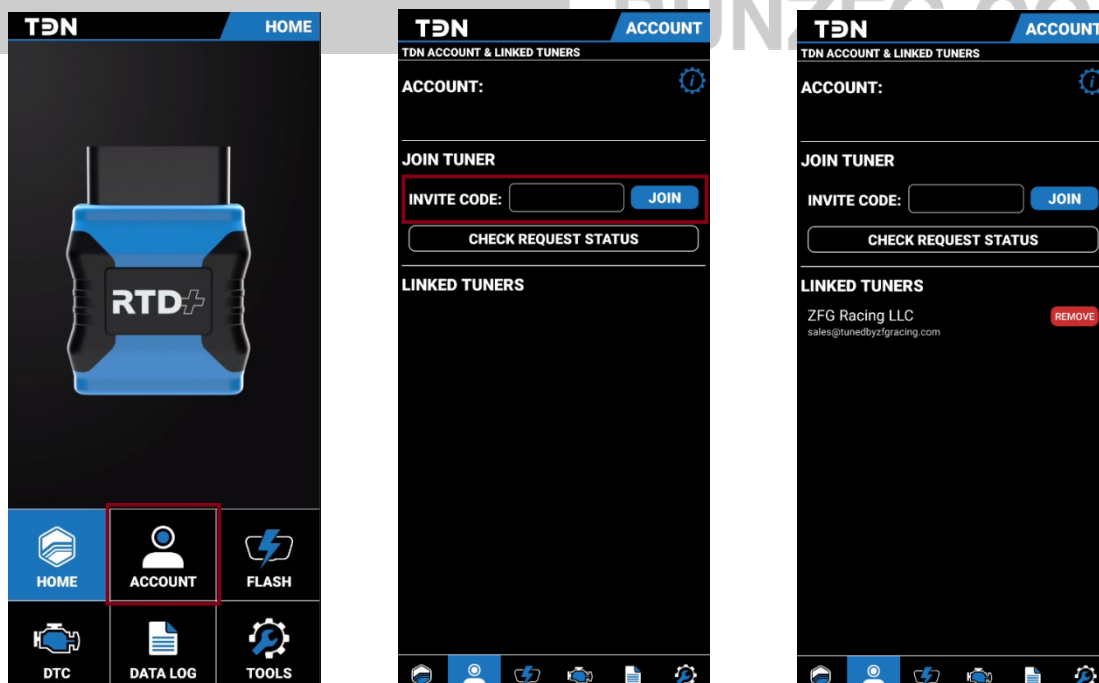 TDN HOME
RTD+
HOME ACCOUNT FLASH
DTC DATA LOG TOOLS
TDN ACCOUNT
TDN ACCOUNT & LINKED TUNERS
ACCOUNT:
JOIN TUNER
INVITE CODE: JOIN
CHECK REQUEST STATUS
LINKED TUNERS
TDN ACCOUNT
TDN ACCOUNT & LINKED TUNERS
ACCOUNT:
JOIN TUNER
INVITE CODE: JOIN
CHECK REQUEST STATUS
LINKED TUNERS
ZFG Racing LLC REMOVE
sales@tunedbyzfgracing.com